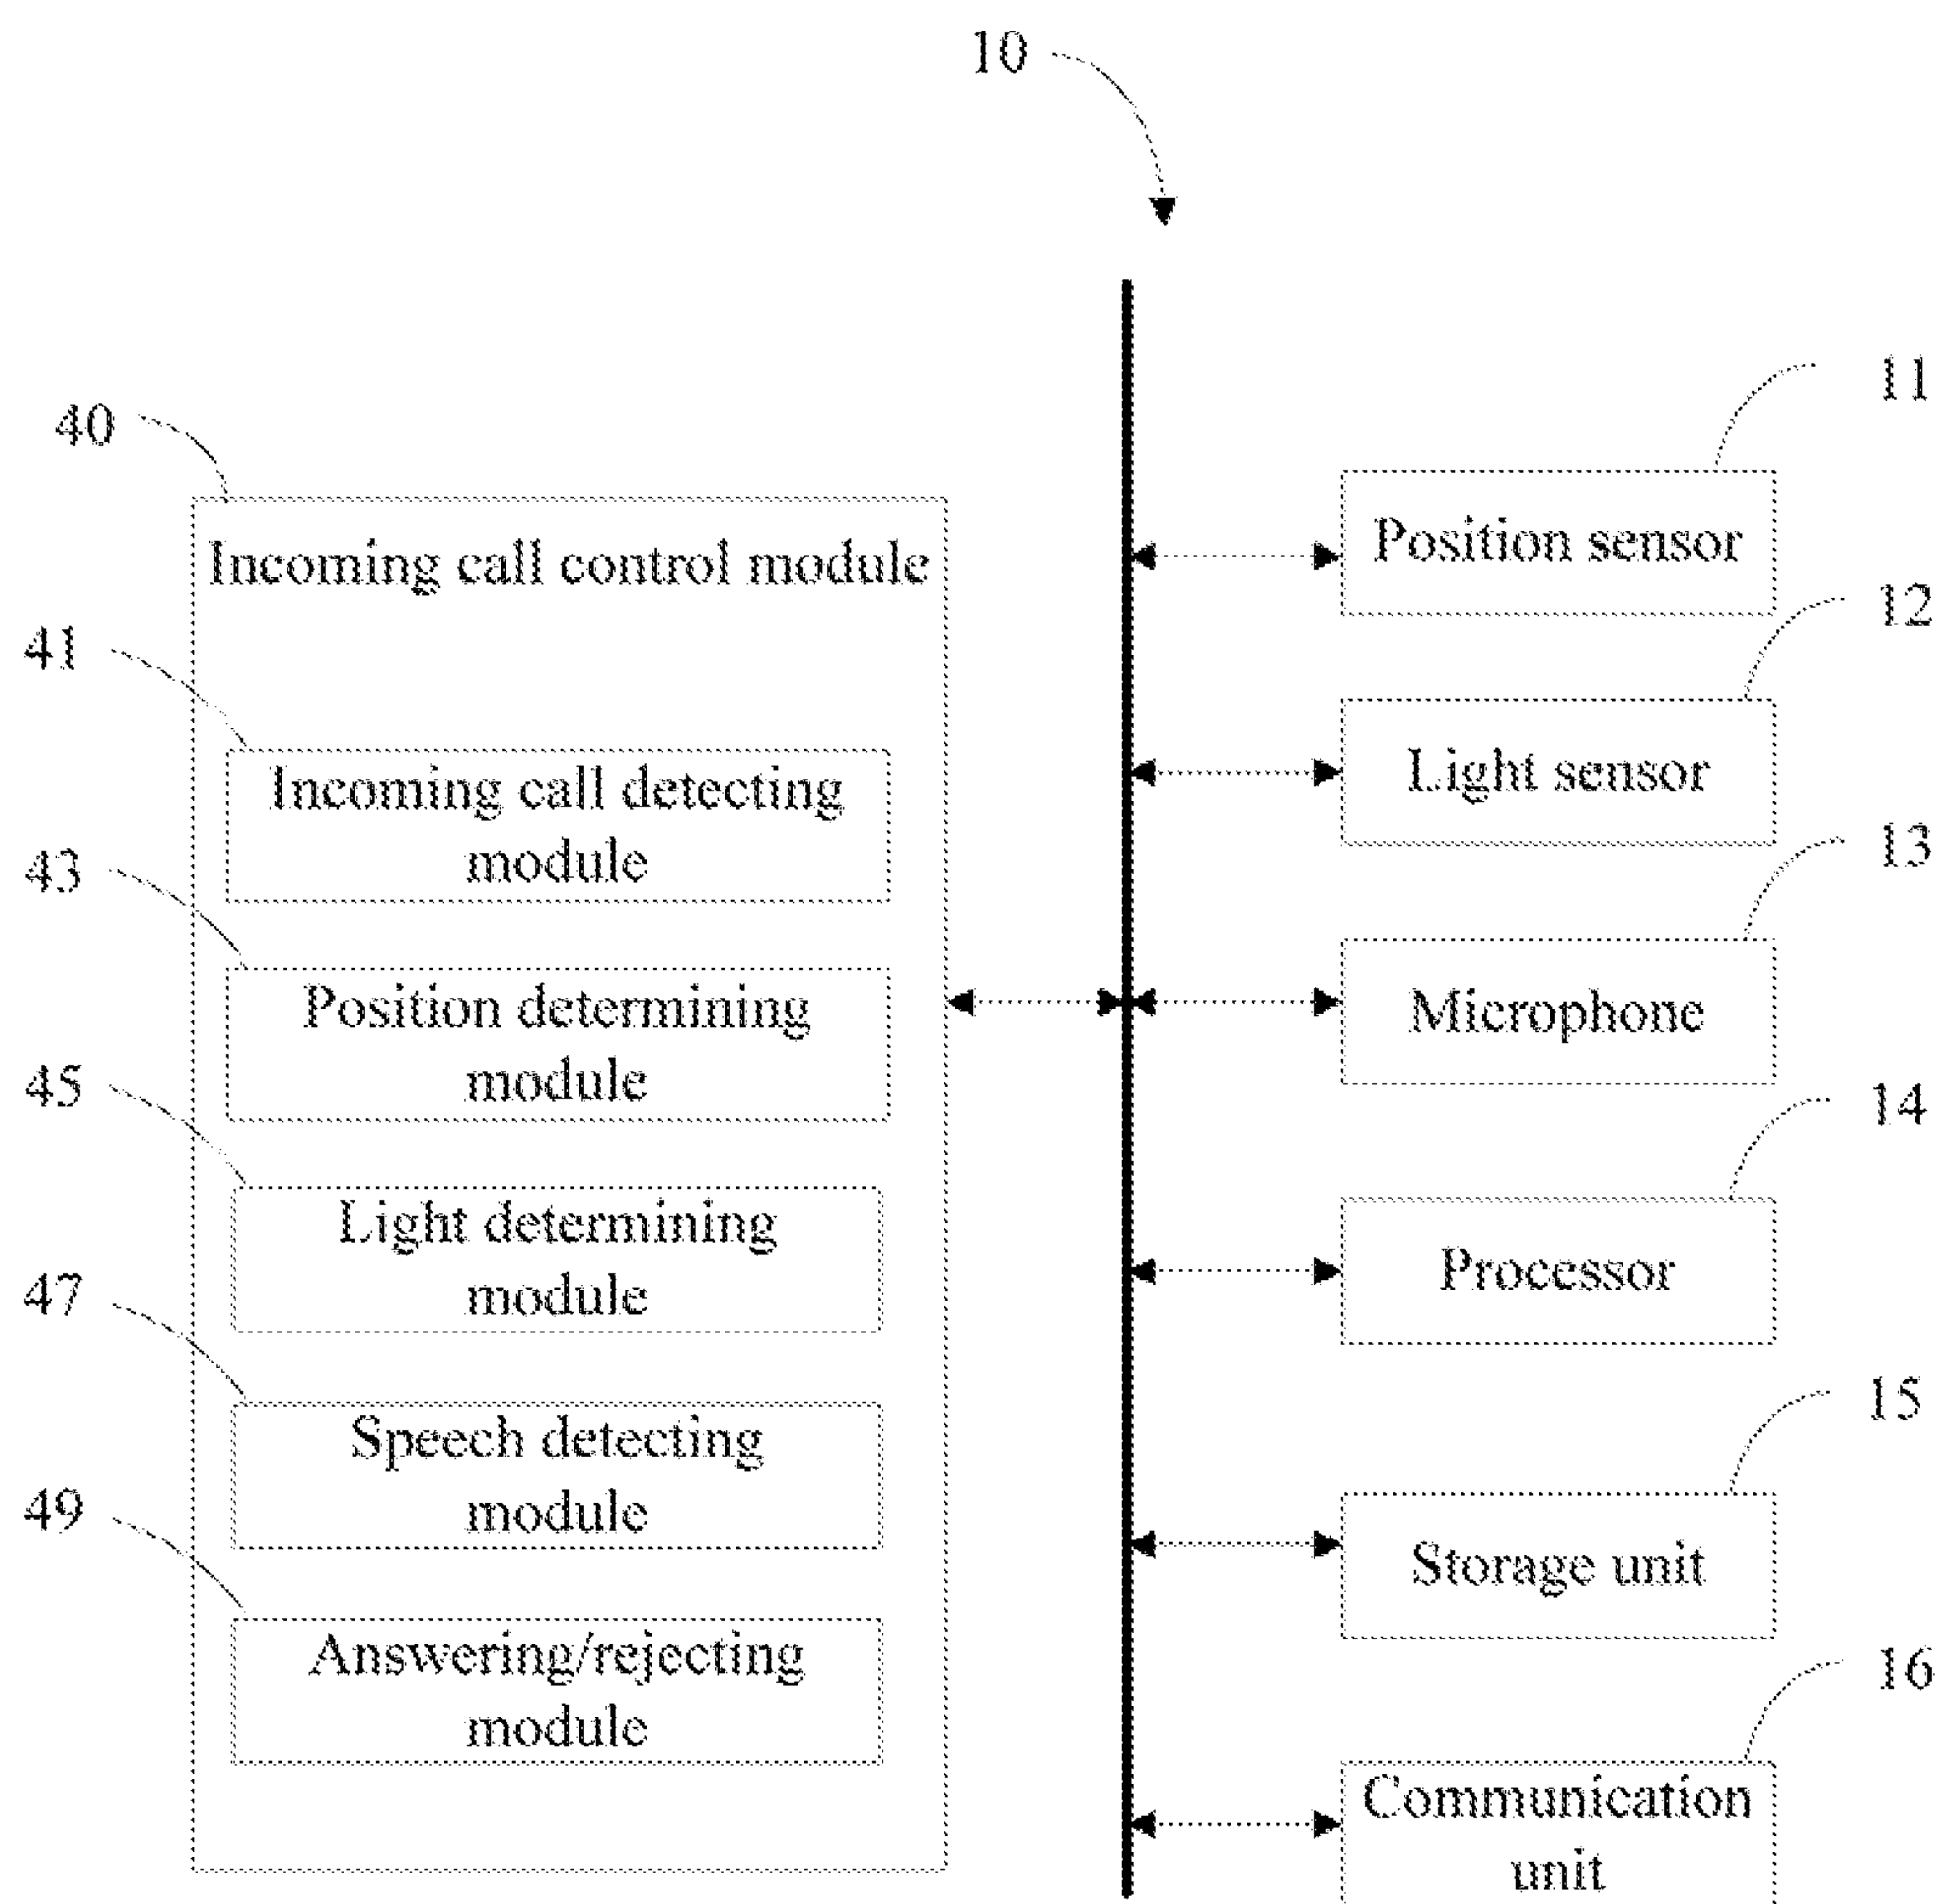 10
11
40
Position sensor
Incoming call control module
12
41
Light sensor
Incoming call detecting
module
13
43
Position determining
module
Microphone
45
14
Light determining
module
Processor
47
15
Speech detecting
module
49
Storage unit
Answering/rejecting
module
16
Communication
unit